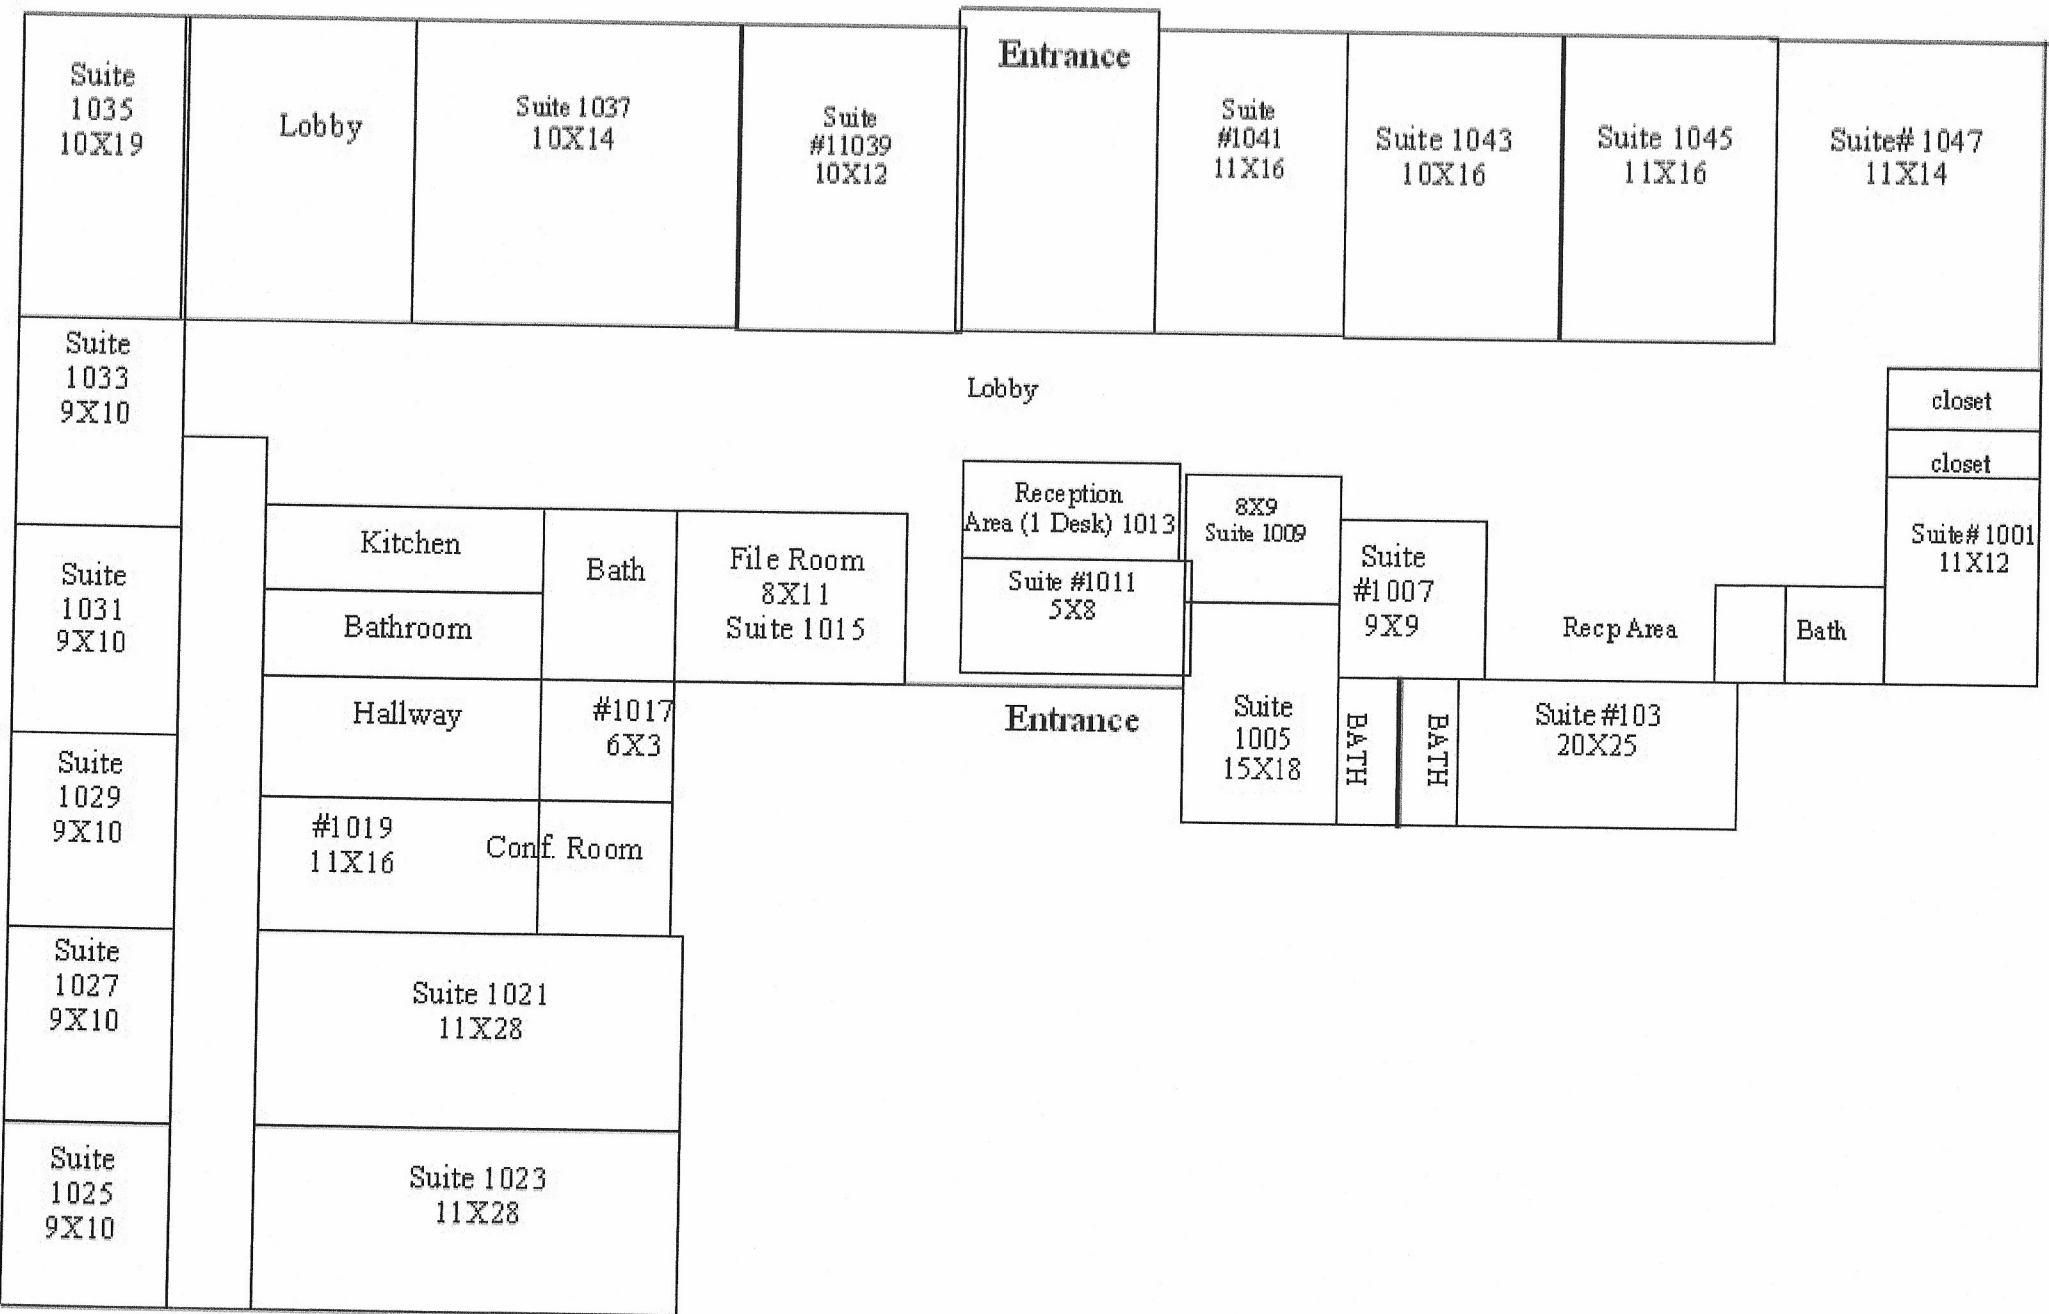 Suite
1035
10X19
Lobby
Suite 1037
10X14
Suite
#11039
10X12
Entrance
Suite
#1041
11X16
Suite 1043
10X16
Suite 1045
11X16
Suite# 1047
11X14
Suite
1033
9X10
Lobby
closet
closet
Suite# 1001
11X12
Reception
Area (1 Desk) 1013
8X9
Suite 1009
Suite
#1007
9X9
Recp Area
Bath
Suite #1011
5X8
Kitchen
Bath
File Room
8X11
Suite 1015
Bathroom
Suite
1031
9X10
Hallway
#1017
6X3
Entrance
Suite
1005
15X18
BATH
BATH
Suite #103
20X25
Suite
1029
9X10
#1019
11X16
Conf. Room
Suite
1027
9X10
Suite 1021
11X28
Suite
1025
9X10
Suite 1023
11X28